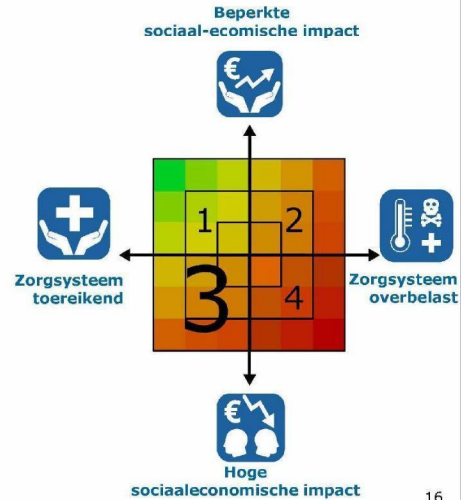 Beperkte
sociaal-ecomische impact
€
1 2
Zorgsysteem
toereikend
Zorgsysteem
overbelast
3 4
€
Hoge
sociaaleconomische impact
16